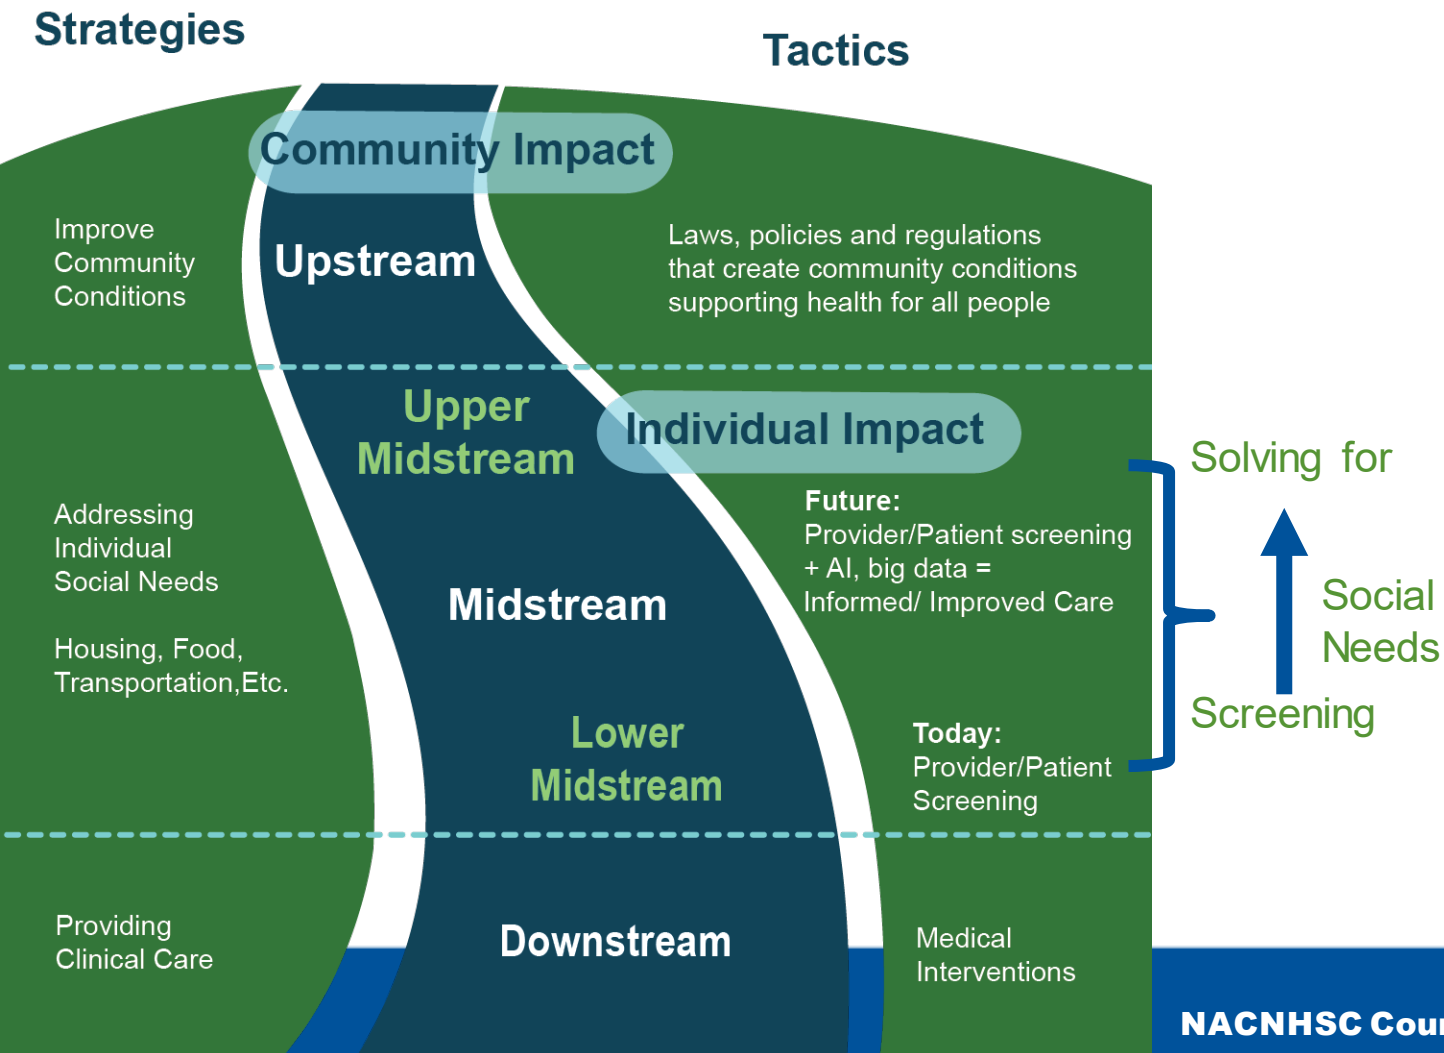 Strategies
Tactics
Community Impact
Improve
Community
Conditions
Upstream
Laws, policies and regulations
that create community conditions
supporting health for all people
Upper
Midstream
Individual Impact
Addressing
Individual
Social Needs
Housing, Food,
Transportation,Etc.
Midstream
Future:
Provider/Patient screening
+ AI, big data =
Informed/ Improved Care
Solving for
Social
Needs
Screening
Lower
Midstream
Today:
Provider/Patient
Screening
Providing
Clinical Care
Downstream
Medical
Interventions
NACNHSC